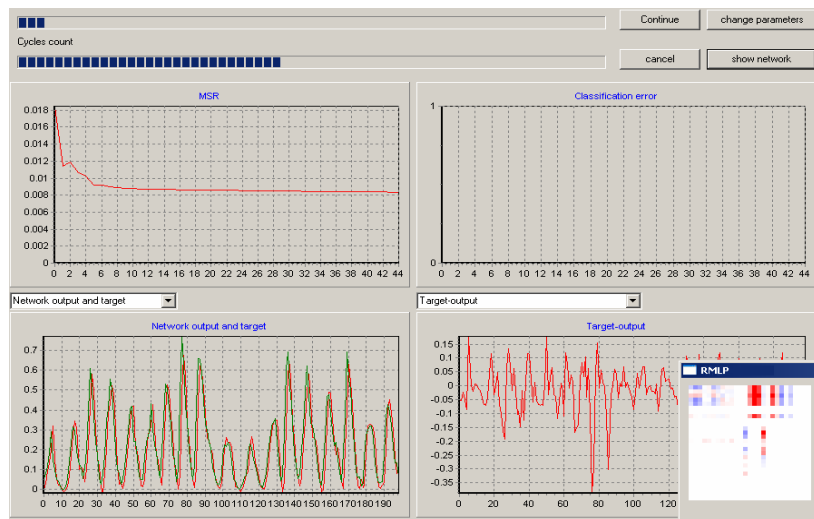 Continue change parameters
Cycles count
cancel show network
MSR
0.018
0.016
0.014
0.012
0.01
0.008
0.006
0.004
0.002
0
0 2 4 6 8 10 12 14 16 18 20 22 24 26 28 30 32 34 36 38 40 42 44
Classification error
1
0
0 2 4 6 8 10 12 14 16 18 20 22 24 26 28 30 32 34 36 38 40 42 44
Network output and target
Target-output
Network output and target
0.7
0.6
0.5
0.4
0.3
0.2
0.1
0
0 10 20 30 40 50 60 70 80 90 100 110 120 130 140 150 160 170 180 190
Target-output
0.15
0.1
0.05
0
-0.05
-0.1
-0.15
-0.2
-0.25
-0.3
-0.35
0 20 40 60 80 100 120
RMLP